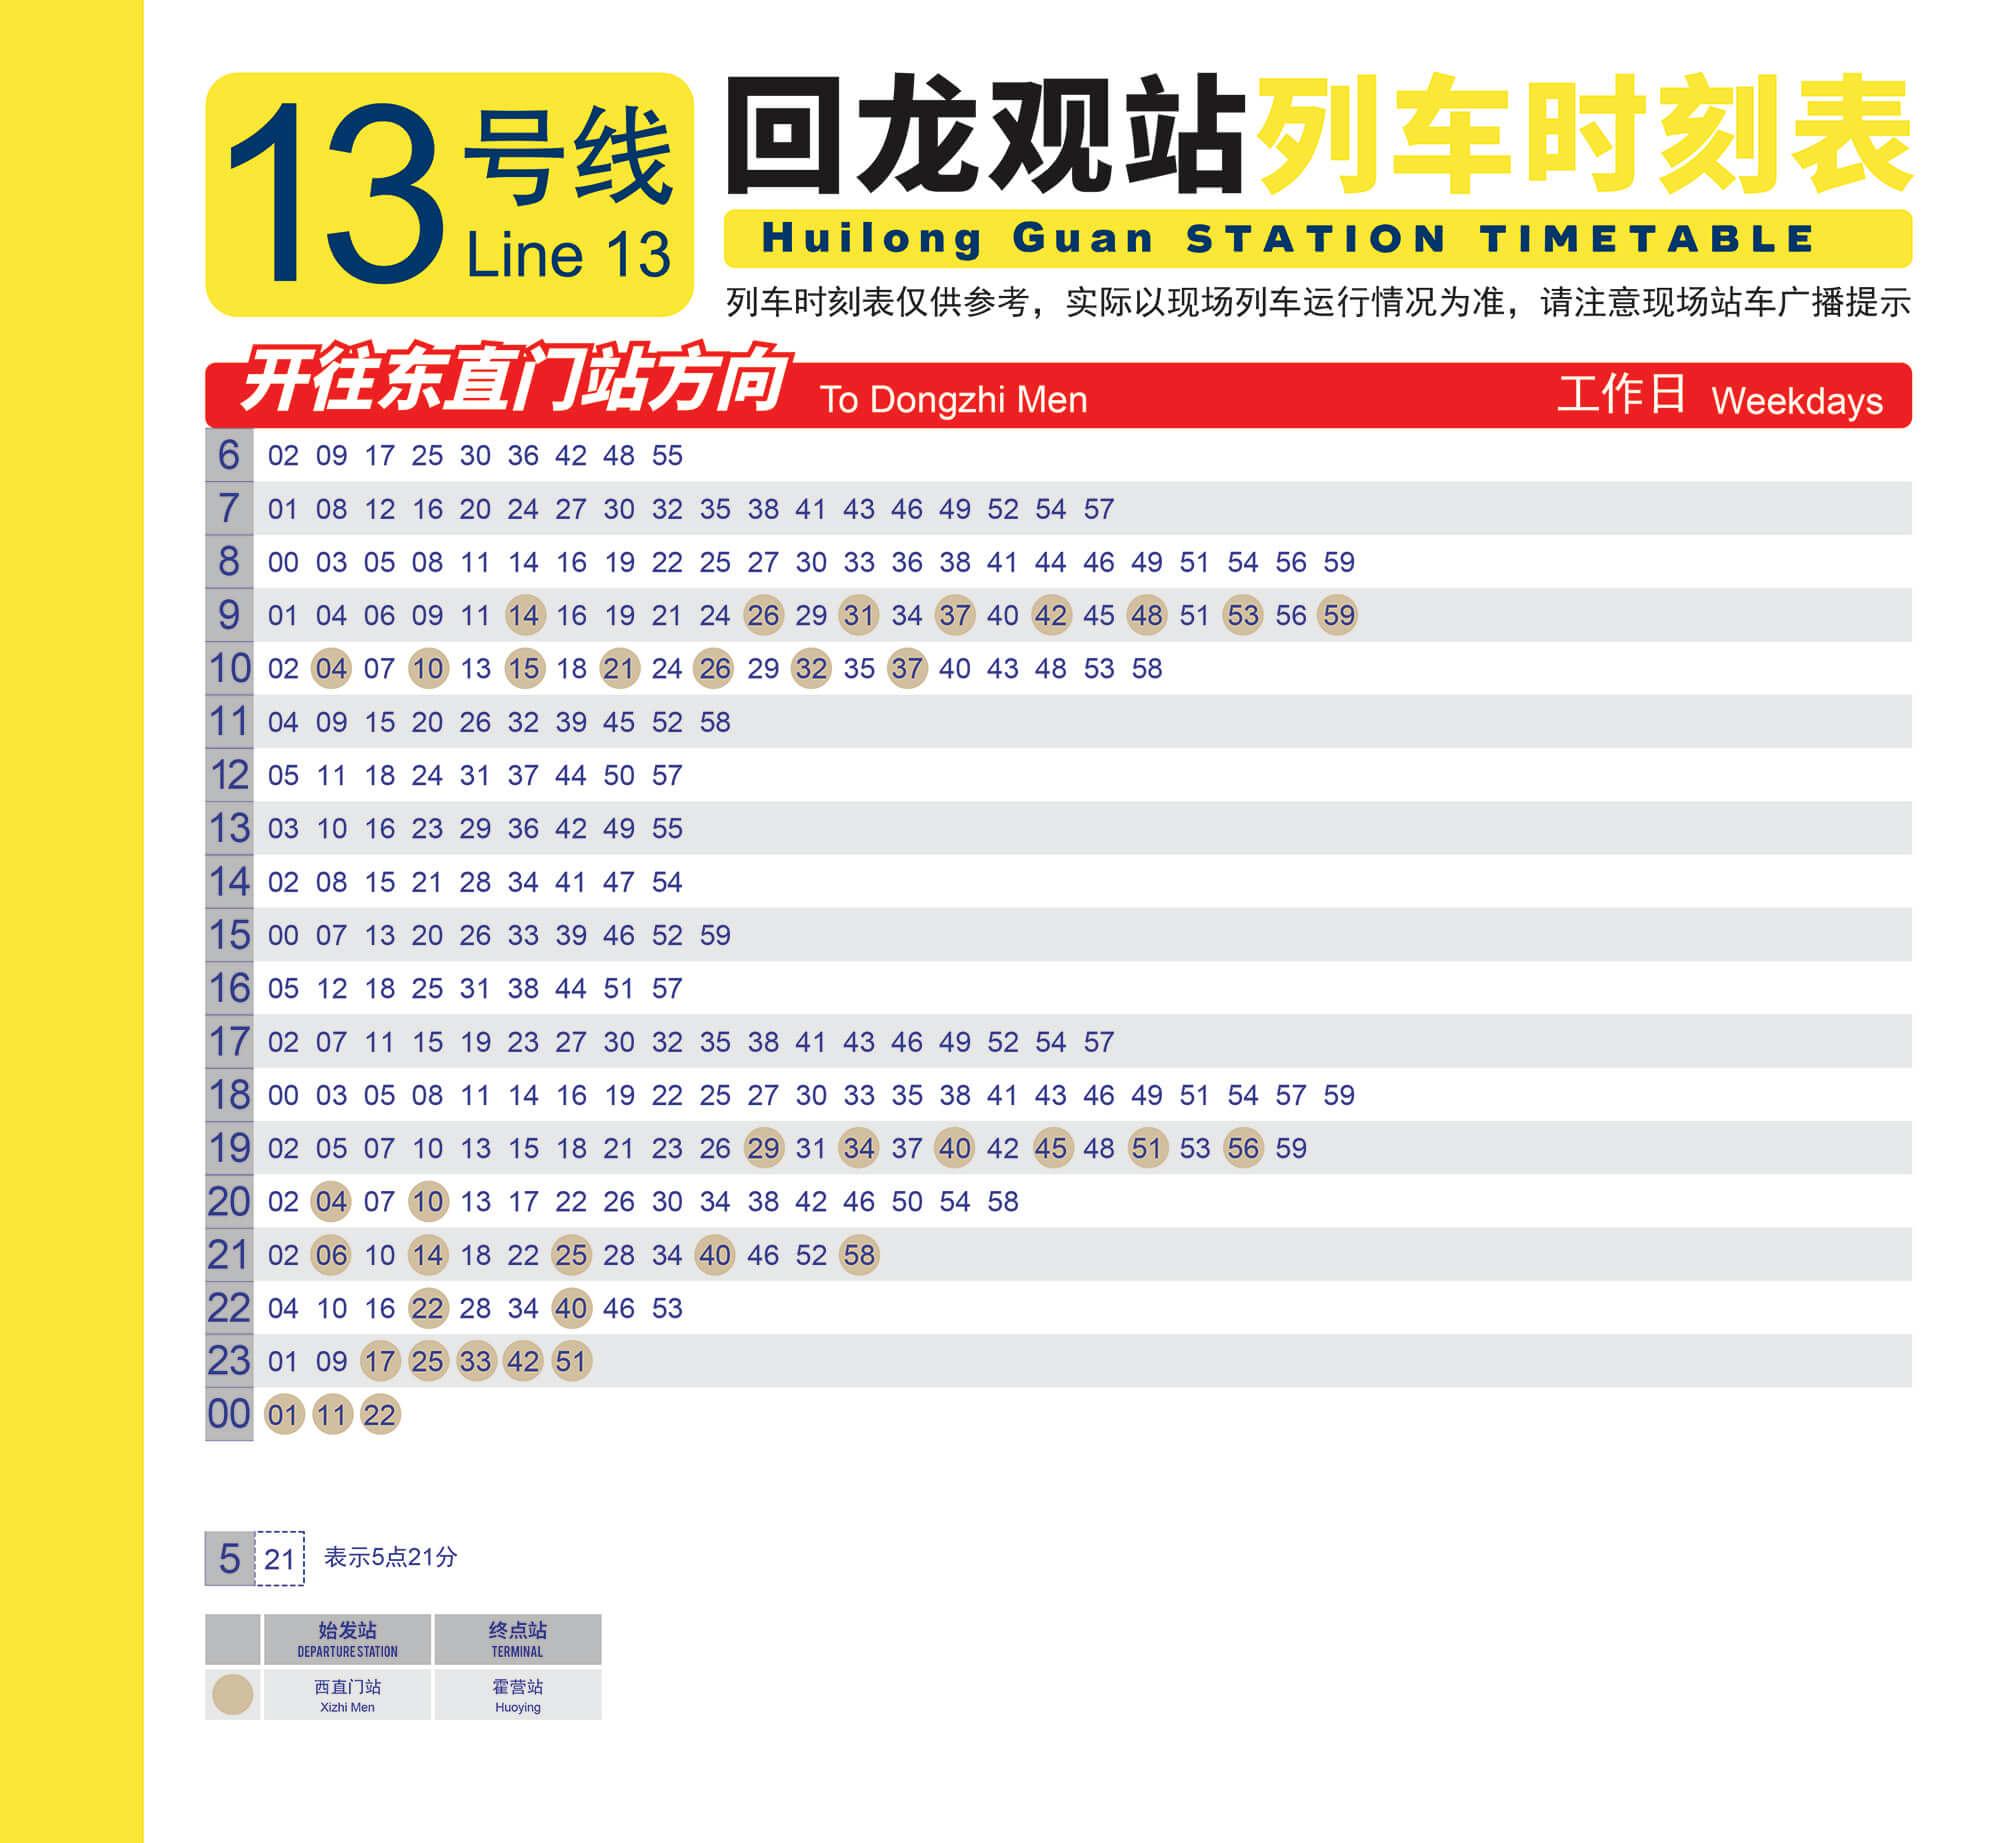 13号线
Line 13
回龙观站列车时刻表
Huilong Guan STATION TIMETABLE
列车时刻表仅供参考，实际以现场列车运行情况为准，请注意现场站车广播提示
开往东直门站方向 To Dongzhi Men 工作日 Weekdays
6 02 09 17 25 30 36 42 48 55
7 01 08 12 16 20 24 27 30 32 35 38 41 43 46 49 52 54 57
8 00 03 05 08 11 14 16 19 22 25 27 30 33 36 38 41 44 46 49 51 54 56 59
9 01 04 06 09 11 14 16 19 21 24 26 29 31 34 37 40 42 45 48 51 53 56 59
10 02 04 07 10 13 15 18 21 24 26 29 32 35 37 40 43 48 53 58
11 04 09 15 20 26 32 39 45 52 58
12 05 11 18 24 31 37 44 50 57
13 03 10 16 23 29 36 42 49 55
14 02 08 15 21 28 34 41 47 54
15 00 07 13 20 26 33 39 46 52 59
16 05 12 18 25 31 38 44 51 57
17 02 07 11 15 19 23 27 30 32 35 38 41 43 46 49 52 54 57
18 00 03 05 08 11 14 16 19 22 25 27 30 33 35 38 41 43 46 49 51 54 57 59
19 02 05 07 10 13 15 18 21 23 26 29 31 34 37 40 42 45 48 51 53 56 59
20 02 04 07 10 13 17 22 26 30 34 38 42 46 50 54 58
21 02 06 10 14 18 22 25 28 34 40 46 52 58
22 04 10 16 22 28 34 40 46 53
23 01 09 17 25 33 42 51
00 01 11 22
5 21 表示5点21分
始发站 终点站
DEPARTURE STATION TERMINAL
西直门站 霍营站
Xizhi Men Huoying